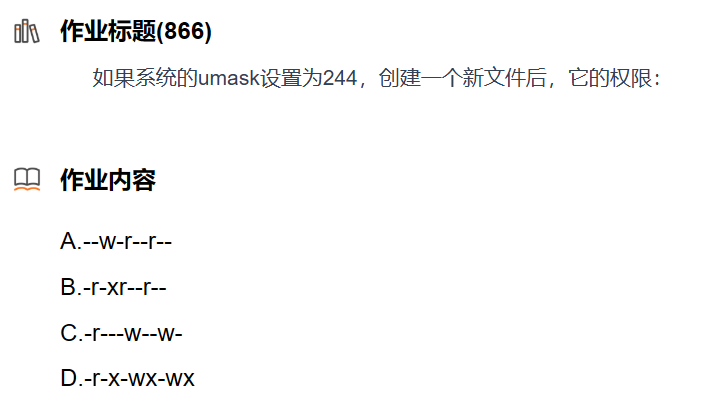 作业标题(866)
如果系统的umask设置为244，创建一个新文件后，它的权限：
作业内容
A.--w-r--r--
B.-r-xr--r--
C.-r---w--w-
D.-r-x-wx-wx